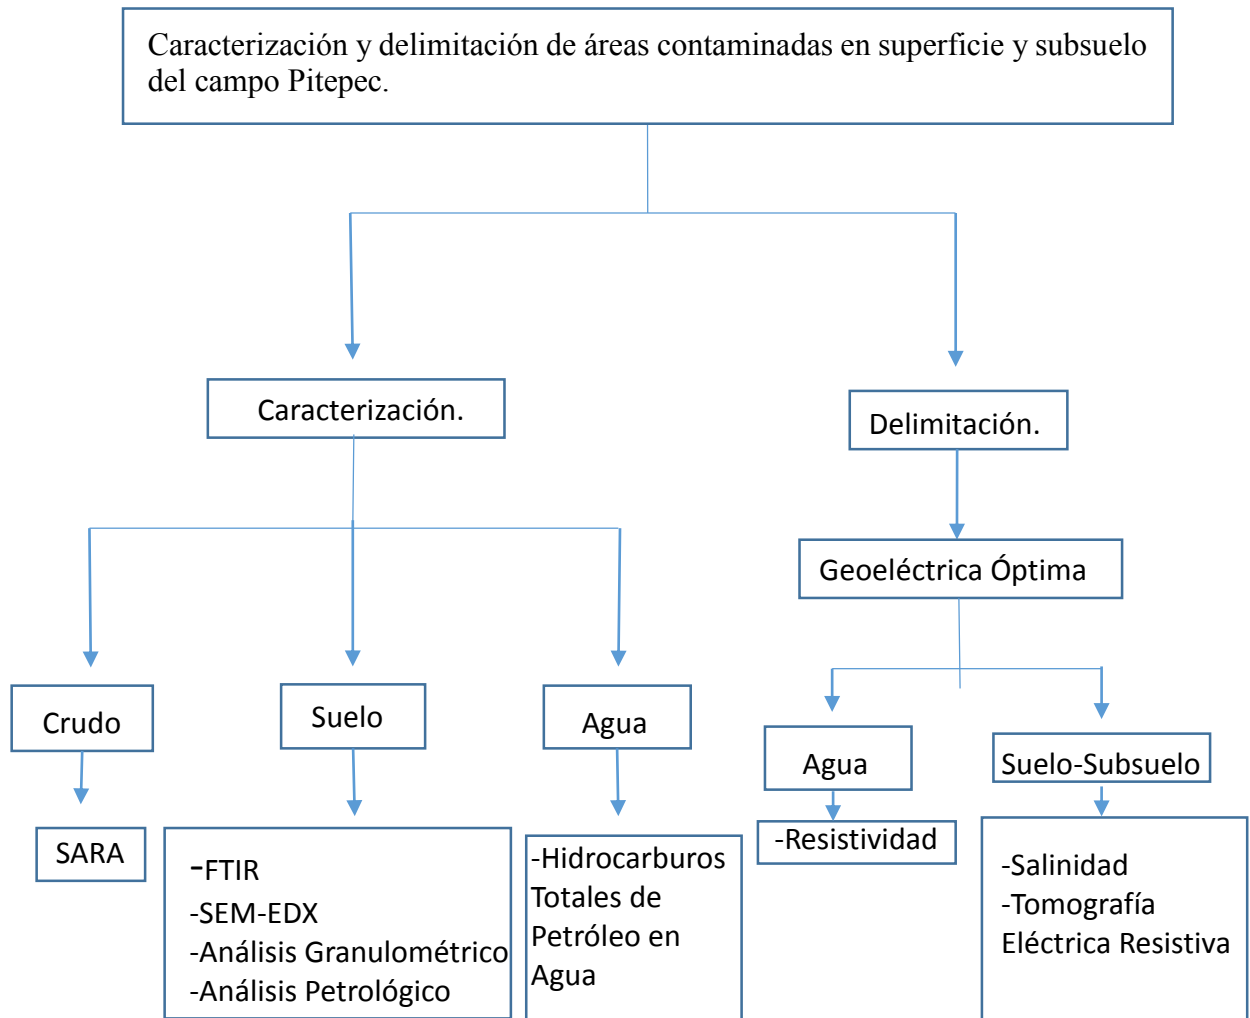 Caracterización y delimitación de áreas contaminadas en superficie y subsuelo
del campo Pitepec.
Caracterización.
Delimitación.
Geoeléctrica Óptima
Crudo
Suelo
Agua
Agua
Suelo-Subsuelo
SARA
-FTIR
-SEM-EDX
-Análisis Granulométrico
-Análisis Petrológico
-Hidrocarburos
Totales de
Petróleo en
Agua
-Resistividad
-Salinidad
-Tomografía
Eléctrica Resistiva